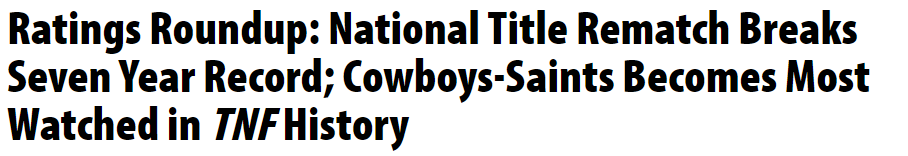 Ratings Roundup: National Title Rematch Breaks
Seven Year Record; Cowboys-Saints Becomes Most
Watched in TNF History